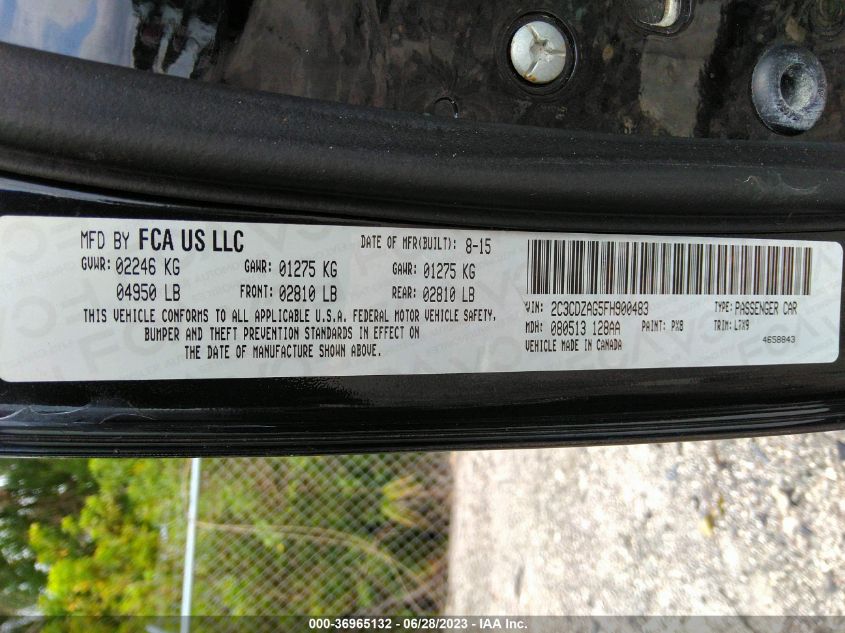 MFD BY FCA US LLC DATE OF MFR(BUILT): 8-15
GVWR: 02246 KG GAWR: 01275 KG GAWR: 01275 KG
04950 LB FRONT: 02810 LB REAR: 02810 LB
THIS VEHICLE CONFORMS TO ALL APPLICABLE U.S.A. FEDERAL MOTOR VEHICLE SAFETY,
BUMPER AND THEFT PREVENTION STANDARDS IN EFFECT ON
THE DATE OF MANUFACTURE SHOWN ABOVE.
VIN: 2C3CDZAG5FH900483 TYPE: PASSENGER CAR
MDH: 080513 128AA PAINT: PX8 TRIM: L7X9
VEHICLE MADE IN CANADA 4658843
000-36965132 - 06/28/2023 - IAA Inc.